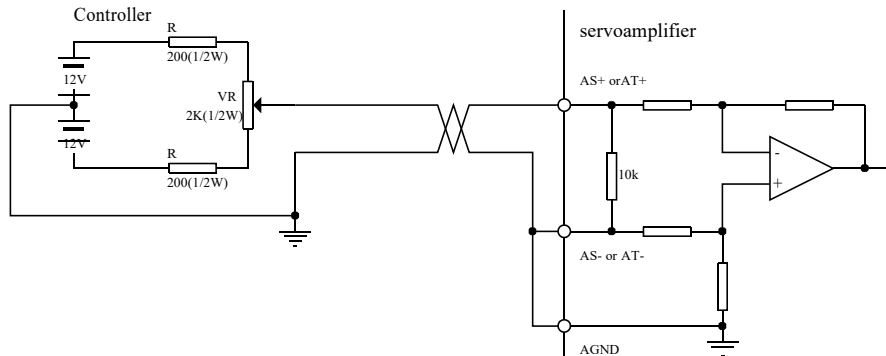 Controller
servoamplifier
R
200(1/2W)
12V
VR
2K(1/2W)
12V
R
200(1/2W)
AS+ orAT+
-
+
10k
AS- or AT-
AGND